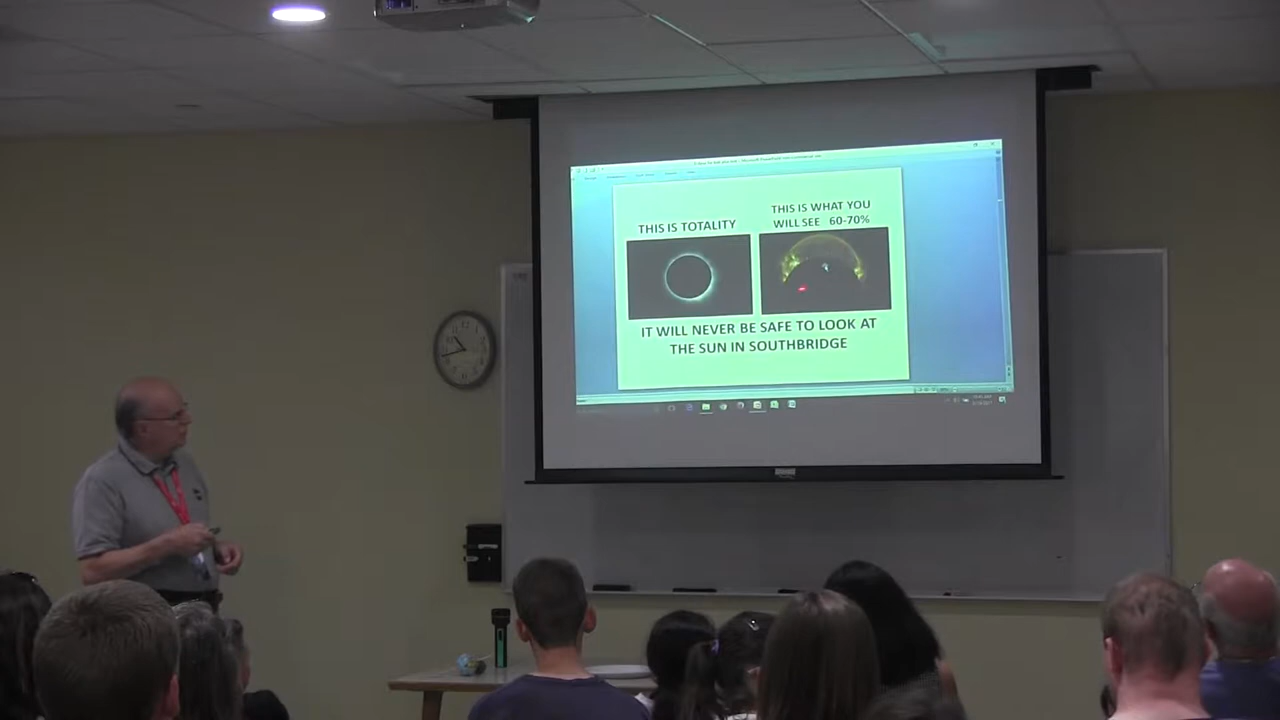 THIS IS TOTALITY
THIS IS WHAT YOU
WILL SEE 60-70%
IT WILL NEVER BE SAFE TO LOOK AT
THE SUN IN SOUTHBRIDGE